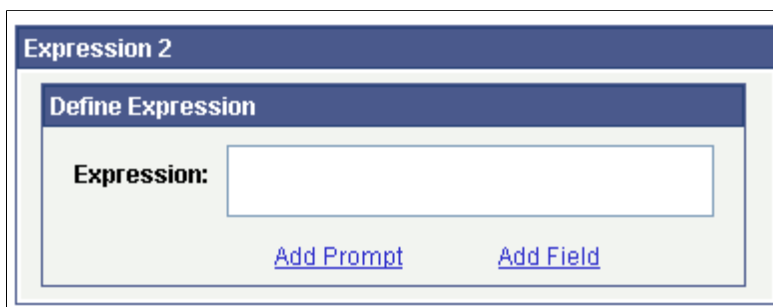 Expression 2
Define Expression
Expression:
Add Prompt Add Field